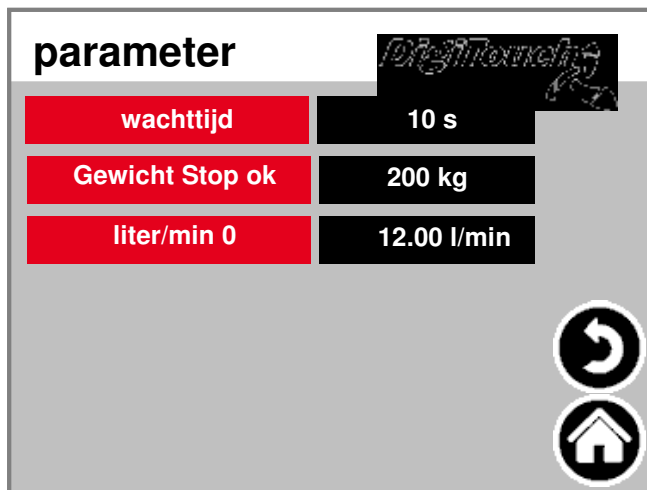 parameter
DigiTouch
wachttijd 10 s
Gewicht Stop ok 200 kg
liter/min 0 12.00 l/min